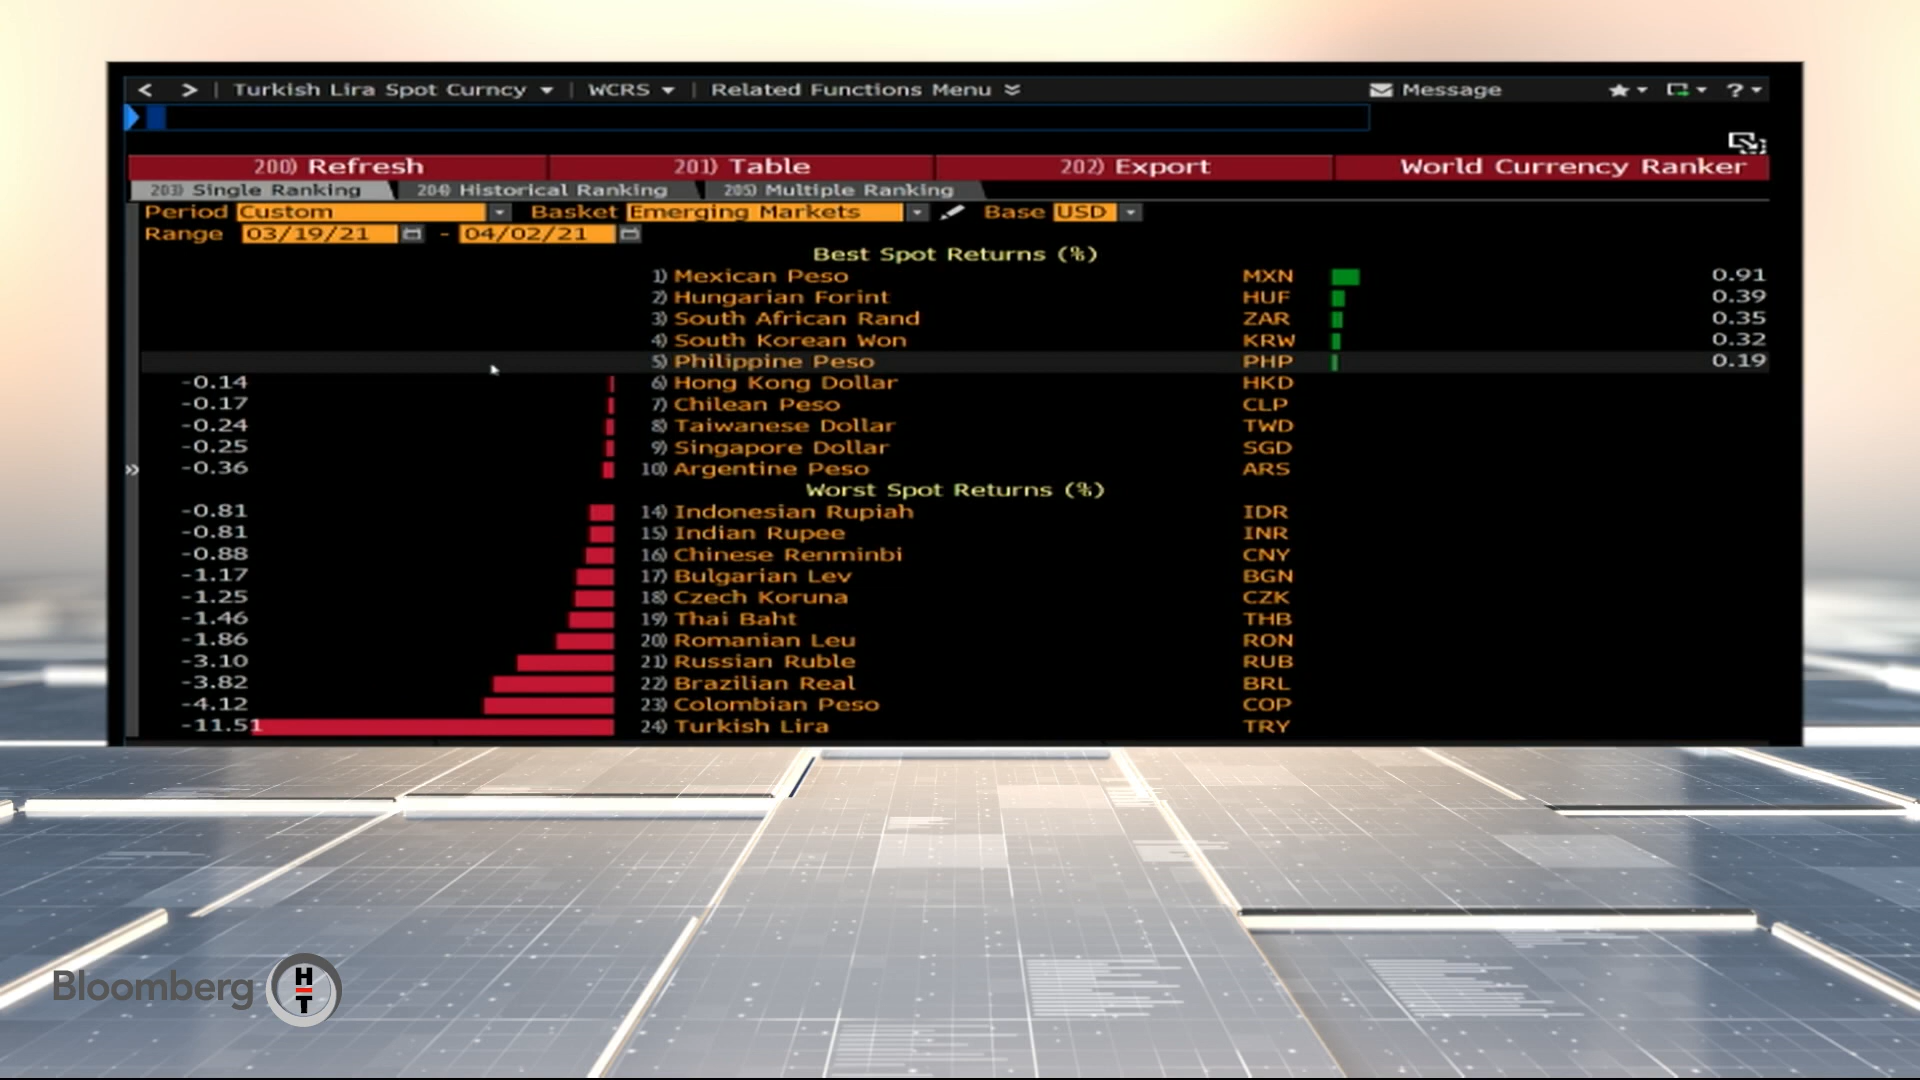 < > | Turkish Lira Spot Curncy | WCRS | Related Functions Menu Message ?
200) Refresh 201) Table 202) Export World Currency Ranker
203) Single Ranking 204) Historical Ranking 205) Multiple Ranking
Period Custom Basket Emerging Markets Base USD
Range 03/19/21 - 04/02/21
Best Spot Returns (%)
1) Mexican Peso MXN 0.91
2) Hungarian Forint HUF 0.39
3) South African Rand ZAR 0.35
4) South Korean Won KRW 0.32
5) Philippine Peso PHP 0.19
-0.14 6) Hong Kong Dollar HKD
-0.17 7) Chilean Peso CLP
-0.24 8) Taiwanese Dollar TWD
-0.25 9) Singapore Dollar SGD
» -0.36 10) Argentine Peso ARS
Worst Spot Returns (%)
-0.81 14) Indonesian Rupiah IDR
-0.81 15) Indian Rupee INR
-0.88 16) Chinese Renminbi CNY
-1.17 17) Bulgarian Lev BGN
-1.25 18) Czech Koruna CZK
-1.46 19) Thai Baht THB
-1.86 20) Romanian Leu RON
-3.10 21) Russian Ruble RUB
-3.82 22) Brazilian Real BRL
-4.12 23) Colombian Peso COP
-11.51 24) Turkish Lira TRY
Bloomberg HT